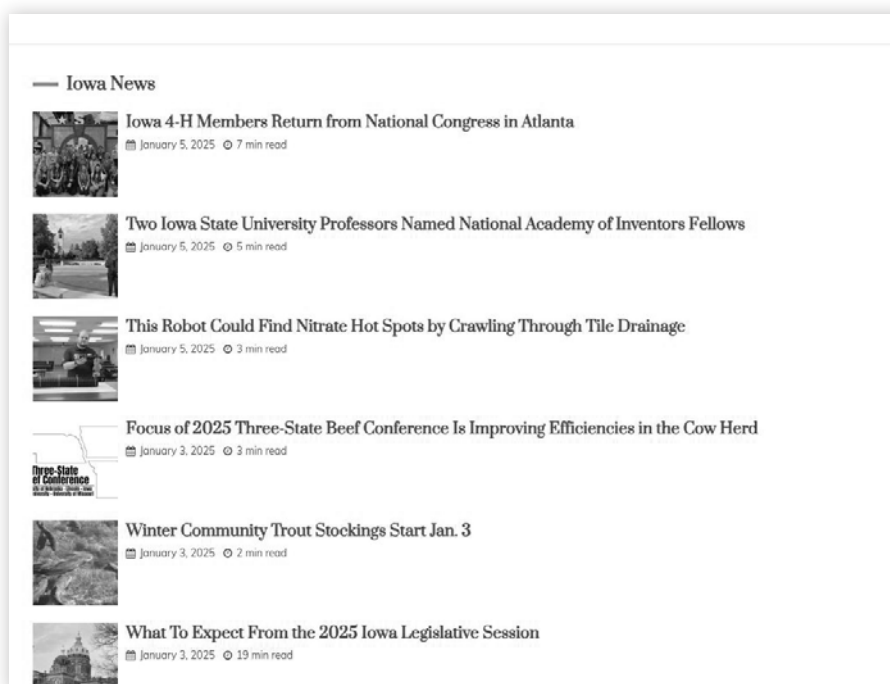 Iowa News
Iowa 4-H Members Return from National Congress in Atlanta
January 5, 2025 7 min read
Two Iowa State University Professors Named National Academy of Inventors Fellows
January 5, 2025 5 min read
This Robot Could Find Nitrate Hot Spots by Crawling Through Tile Drainage
January 5, 2025 3 min read
Focus of 2025 Three-State Beef Conference Is Improving Efficiencies in the Cow Herd
January 3, 2025 3 min read
Three-State
ef Conference
Winter Community Trout Stockings Start Jan. 3
January 3, 2025 2 min read
What To Expect From the 2025 Iowa Legislative Session
January 3, 2025 19 min read